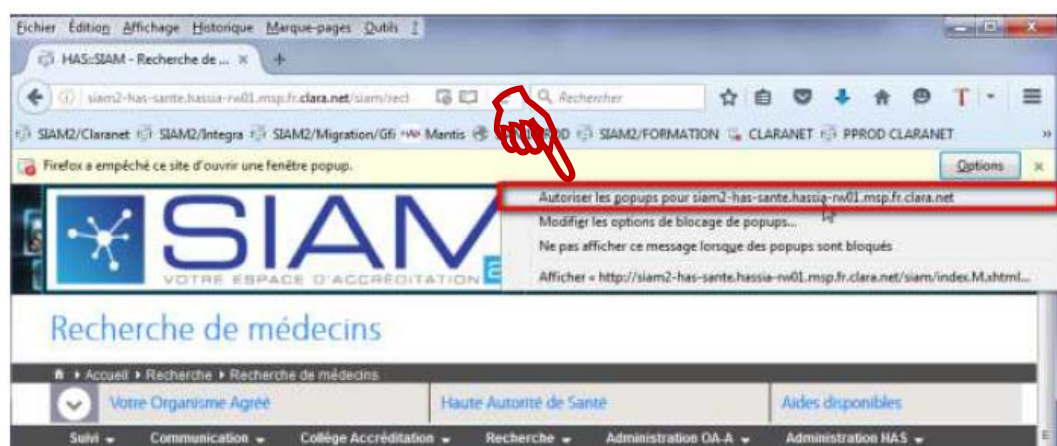 Fichier Édition Affichage Historique Marque-pages Outils ?
HAS::SIAM - Recherche de ... × +
siam2-has-sante.hassia-rw01.msp.fr.clara.net/siam/recl Rechercher
SIAM2/Claranet SIAM2/Integra SIAM2/Migration/Gfi Mantis SIAM2/FORMATION CLARANET PPROD CLARANET »
Firefox a empêché ce site d'ouvrir une fenêtre popup. Options ×
Autoriser les popups pour siam2-has-sante.hassia-rw01.msp.fr.clara.net
Modifier les options de blocage de popups...
Ne pas afficher ce message lorsque des popups sont bloqués
Afficher « http://siam2-has-sante.hassia-rw01.msp.fr.clara.net/siam/index.M.xhtml...
SIAM 2
VOTRE ESPACE D'ACCRÉDITATION
Recherche de médecins
Accueil Recherche Recherche de médecins
Votre Organisme Agréé Haute Autorité de Santé Aides disponibles
Suivi Communication Collège Accréditation Recherche Administration OA-A Administration HAS